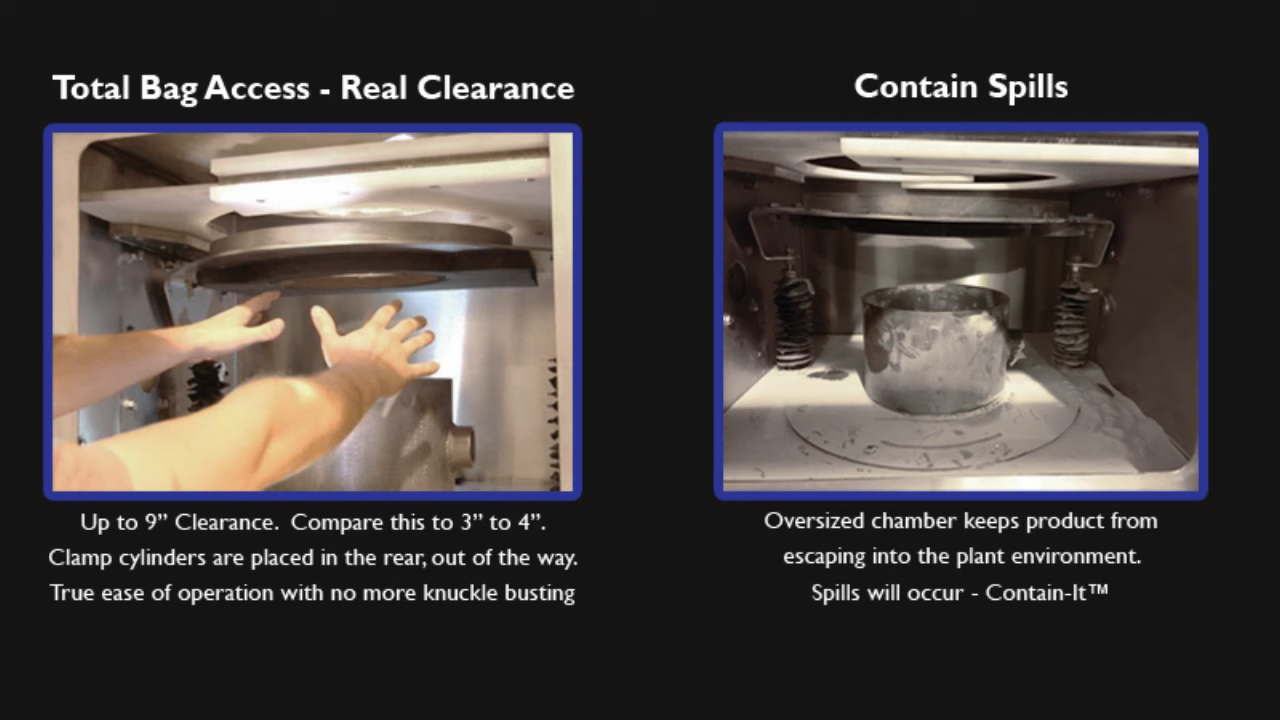 Total Bag Access - Real Clearance
Up to 9” Clearance.  Compare this to 3” to 4”.
Clamp cylinders are placed in the rear, out of the way.
True ease of operation with no more knuckle busting
Contain Spills
Oversized chamber keeps product from
escaping into the plant environment.
Spills will occur - Contain-It™